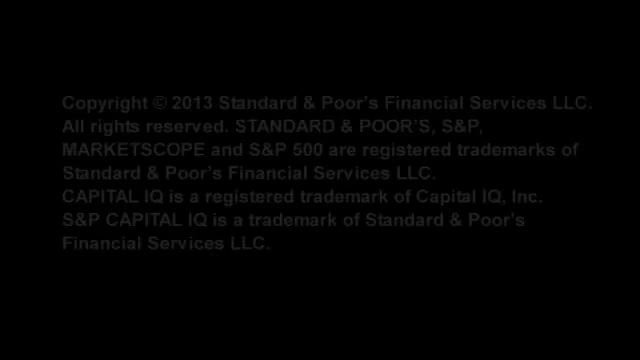 Copyright © 2013 Standard & Poor's Financial Services LLC.
All rights reserved. STANDARD & POOR'S, S&P,
MARKETSCOPE and S&P 500 are registered trademarks of
Standard & Poor's Financial Services LLC.
CAPITAL IQ is a registered trademark of Capital IQ, Inc.
S&P CAPITAL IQ is a trademark of Standard & Poor's
Financial Services LLC.